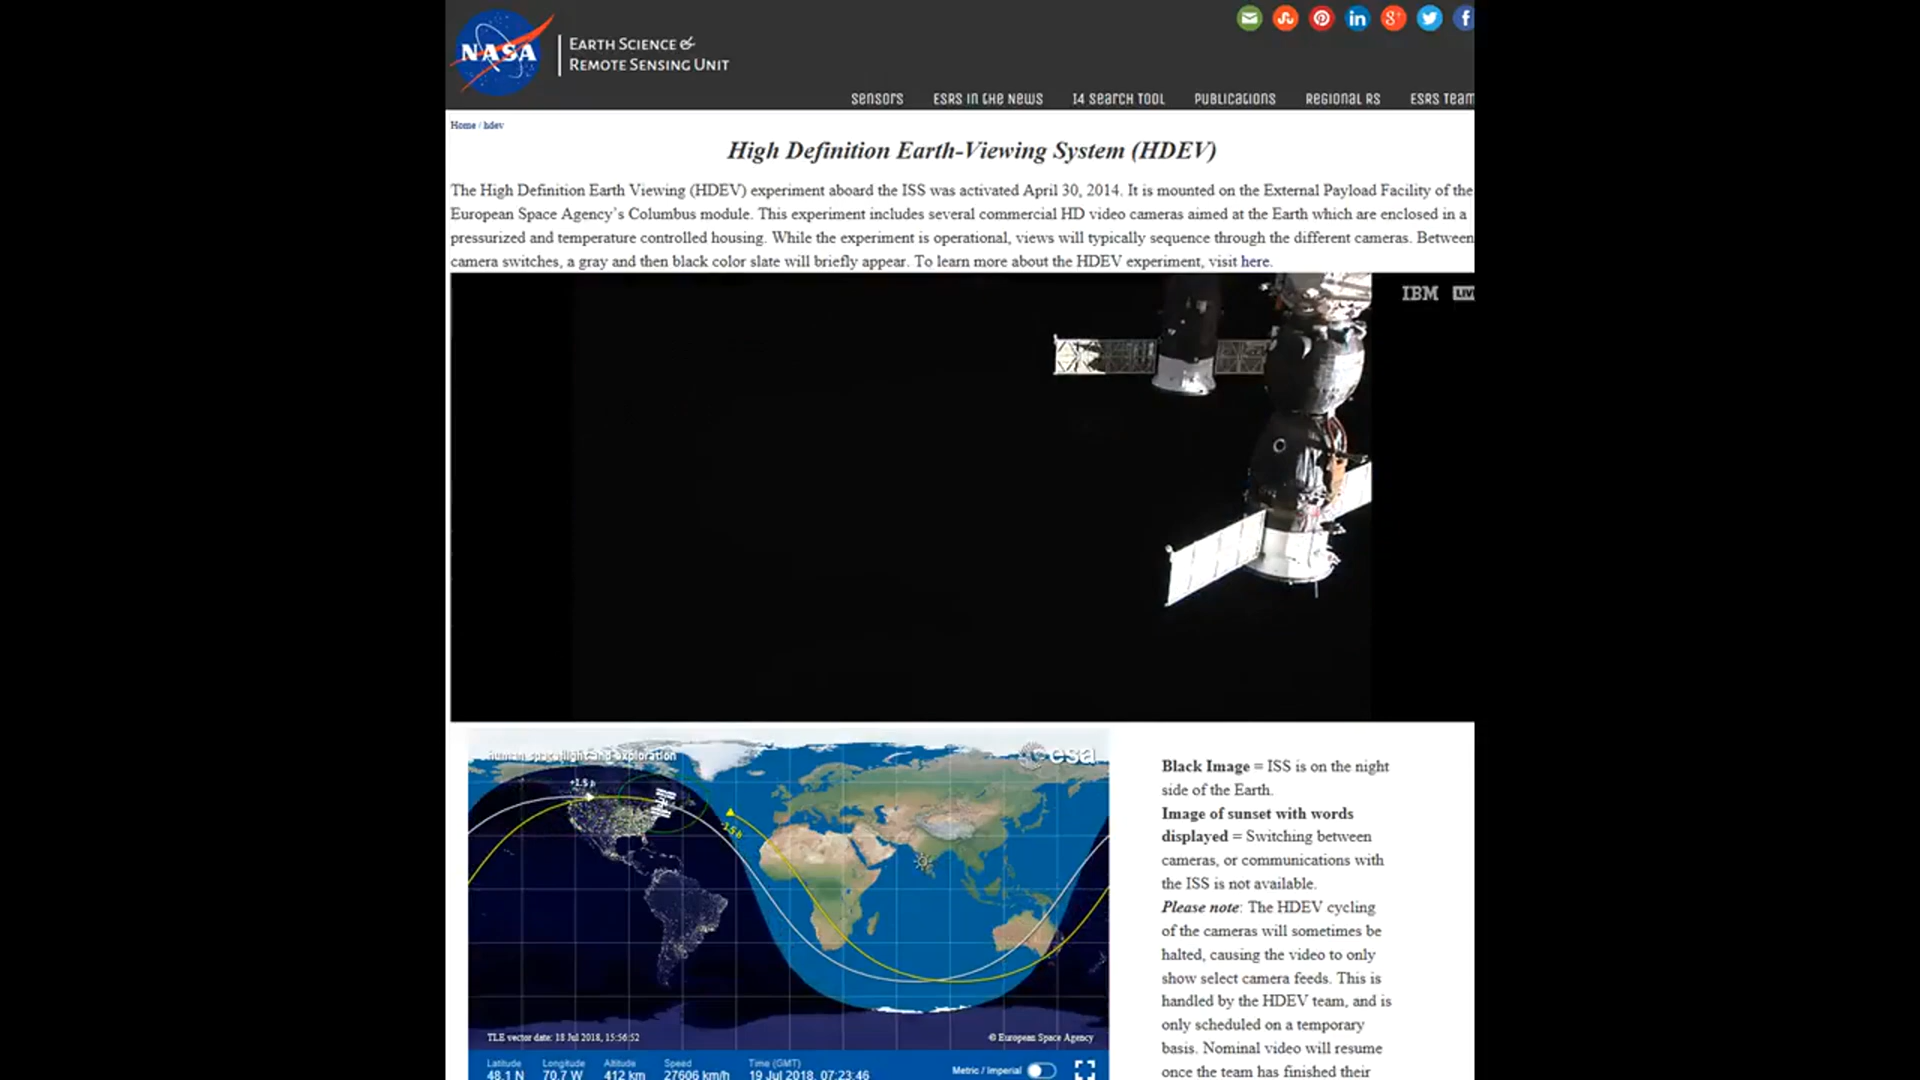 NASA
EARTH SCIENCE &
REMOTE SENSING UNIT
Sensors ESRS in the News I4 Search Tool Publications Regional RS ESRS Team
Home / hdev
High Definition Earth-Viewing System (HDEV)
The High Definition Earth Viewing (HDEV) experiment aboard the ISS was activated April 30, 2014. It is mounted on the External Payload Facility of the
European Space Agency's Columbus module. This experiment includes several commercial HD video cameras aimed at the Earth which are enclosed in a
pressurized and temperature controlled housing. While the experiment is operational, views will typically sequence through the different cameras. Between
camera switches, a gray and then black color slate will briefly appear. To learn more about the HDEV experiment, visit here.
IBM LIV
human spaceflight and exploration
esa
+1.5 h
-1.5 h
TLE vector date: 18 Jul 2018, 15:56:52
© European Space Agency
Latitude Longitude Altitude Speed Time (GMT)
48.1 N 70.7 W 412 km 27606 km/h 19 Jul 2018, 07:23:46
Metric / Imperial
Black Image = ISS is on the night
side of the Earth.
Image of sunset with words
displayed = Switching between
cameras, or communications with
the ISS is not available.
Please note: The HDEV cycling
of the cameras will sometimes be
halted, causing the video to only
show select camera feeds. This is
handled by the HDEV team, and is
only scheduled on a temporary
basis. Nominal video will resume
once the team has finished their